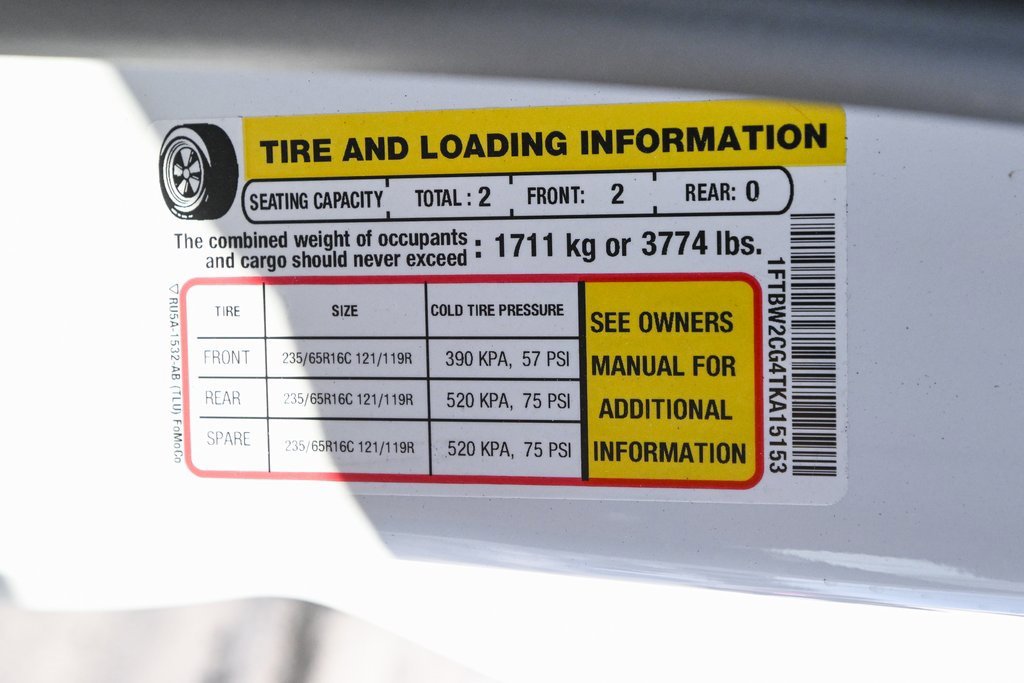 TIRE AND LOADING INFORMATION
SEATING CAPACITY TOTAL : 2 FRONT: 2 REAR: 0
The combined weight of occupants
and cargo should never exceed : 1711 kg or 3774 lbs.
TIRE SIZE COLD TIRE PRESSURE
FRONT 235/65R16C 121/119R 390 KPA, 57 PSI
REAR 235/65R16C 121/119R 520 KPA, 75 PSI
SPARE 235/65R16C 121/119R 520 KPA, 75 PSI
SEE OWNERS
MANUAL FOR
ADDITIONAL
INFORMATION
1FTBW2CG4TKA15153
RU5A-1532-AB (TLU) FoMoCo